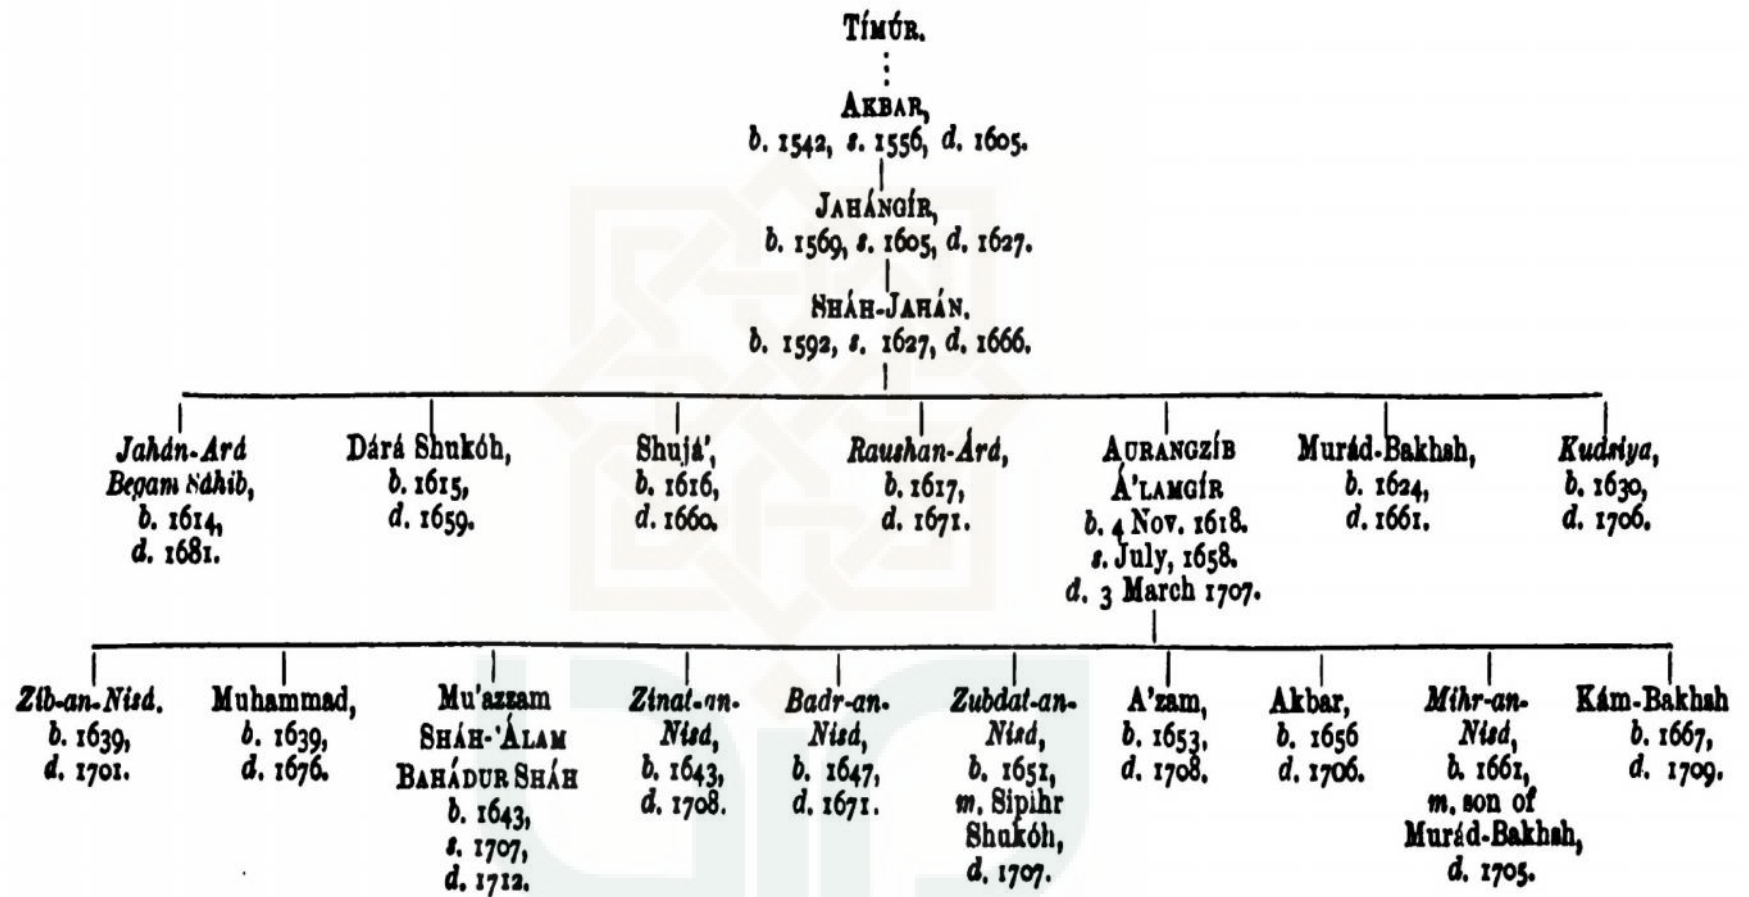 TÍMÚR.
AKBAR,
b. 1542, s. 1556, d. 1605.
JAHÁNGÍR,
b. 1569, s. 1605, d. 1627.
SHÁH-JAHÁN.
b. 1592, s. 1627, d. 1666.
Jahán-Ará
Begam Sáhib,
b. 1614,
d. 1681.
Dárá Shukóh,
b. 1615,
d. 1659.
Shujá',
b. 1616,
d. 1660.
Raushan-Árá,
b. 1617,
d. 1671.
AURANGZÍB
Á'LAMGÍR
b. 4 Nov. 1618.
s. July, 1658.
d. 3 March 1707.
Murád-Bakhsh,
b. 1624,
d. 1661.
Kudsiya,
b. 1630,
d. 1706.
Zíb-an-Nisá.
b. 1639,
d. 1701.
Muhammad,
b. 1639,
d. 1676.
Mu'azzam
SHÁH-'ÁLAM
BAHÁDUR SHÁH
b. 1643,
s. 1707,
d. 1712.
Zínat-an-
Nisá,
b. 1643,
d. 1708.
Badr-an-
Nisá,
b. 1647,
d. 1671.
Zubdat-an-
Nisá,
b. 1651,
m. Sipihr
Shukóh,
d. 1707.
A'zam,
b. 1653,
d. 1708.
Akbar,
b. 1656
d. 1706.
Mihr-an-
Nisá,
b. 1661,
m. son of
Murád-Bakhsh,
d. 1705.
Kám-Bakhsh
b. 1667,
d. 1709.